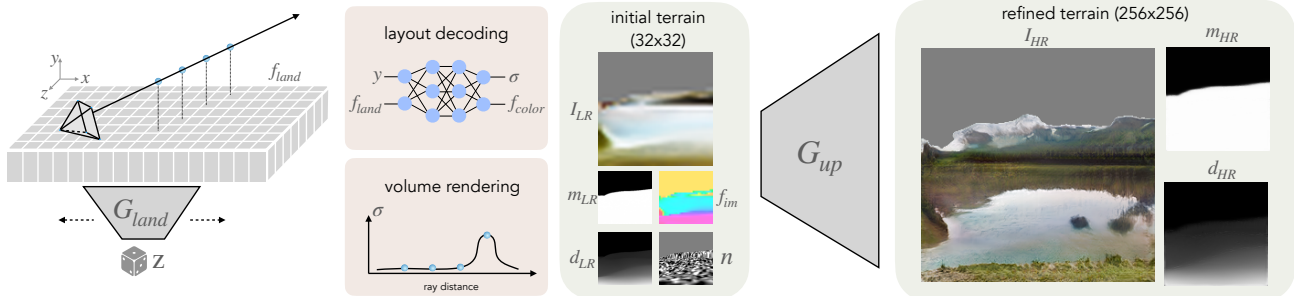 y
x
z
f_land
G_land
z
layout decoding
y
σ
f_land
f_color
volume rendering
σ
ray distance
initial terrain
(32x32)
I_LR
m_LR
f_im
d_LR
n
G_up
refined terrain (256x256)
I_HR
m_HR
d_HR